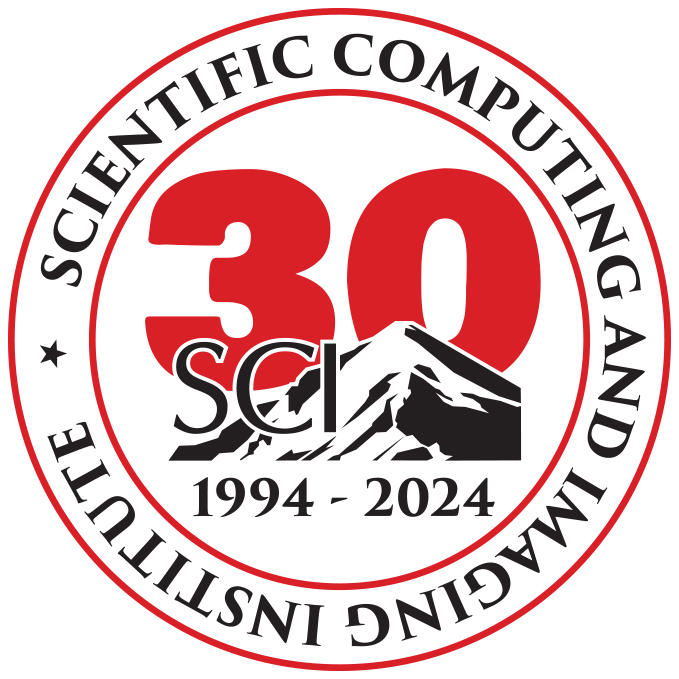 SCIENTIFIC COMPUTING AND IMAGING INSTITUTE
30
SCI
1994 - 2024